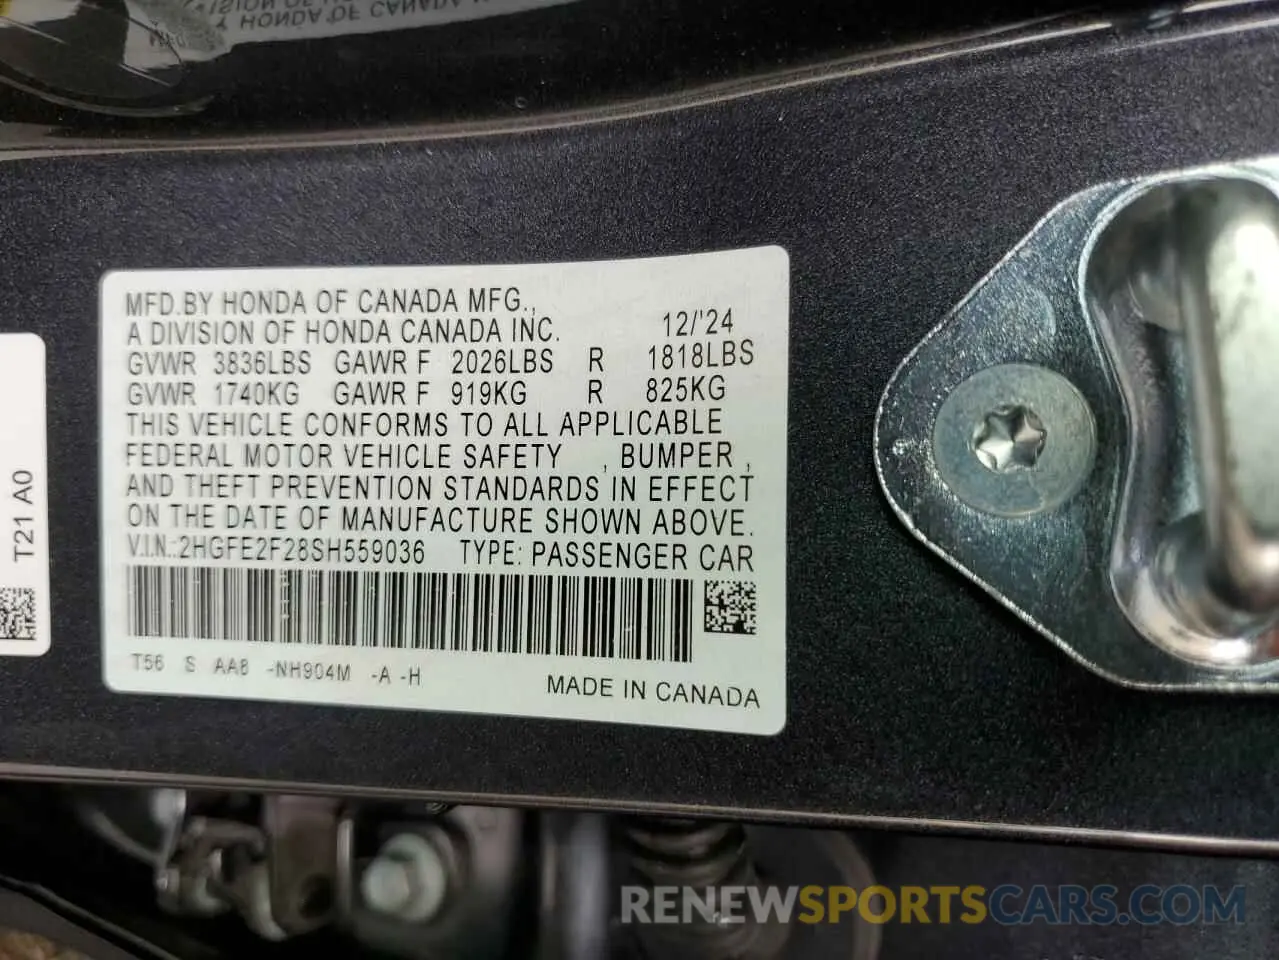 MFD.BY HONDA OF CANADA MFG.,
A DIVISION OF HONDA CANADA INC. 12/'24
GVWR 3836LBS GAWR F 2026LBS R 1818LBS
GVWR 1740KG GAWR F 919KG R 825KG
THIS VEHICLE CONFORMS TO ALL APPLICABLE
FEDERAL MOTOR VEHICLE SAFETY , BUMPER ,
AND THEFT PREVENTION STANDARDS IN EFFECT
ON THE DATE OF MANUFACTURE SHOWN ABOVE.
V.I.N.:2HGFE2F28SH559036 TYPE: PASSENGER CAR
T56 S AA8 -NH904M -A -H
MADE IN CANADA
T21 A0
RENEWSPORTSCARS.COM